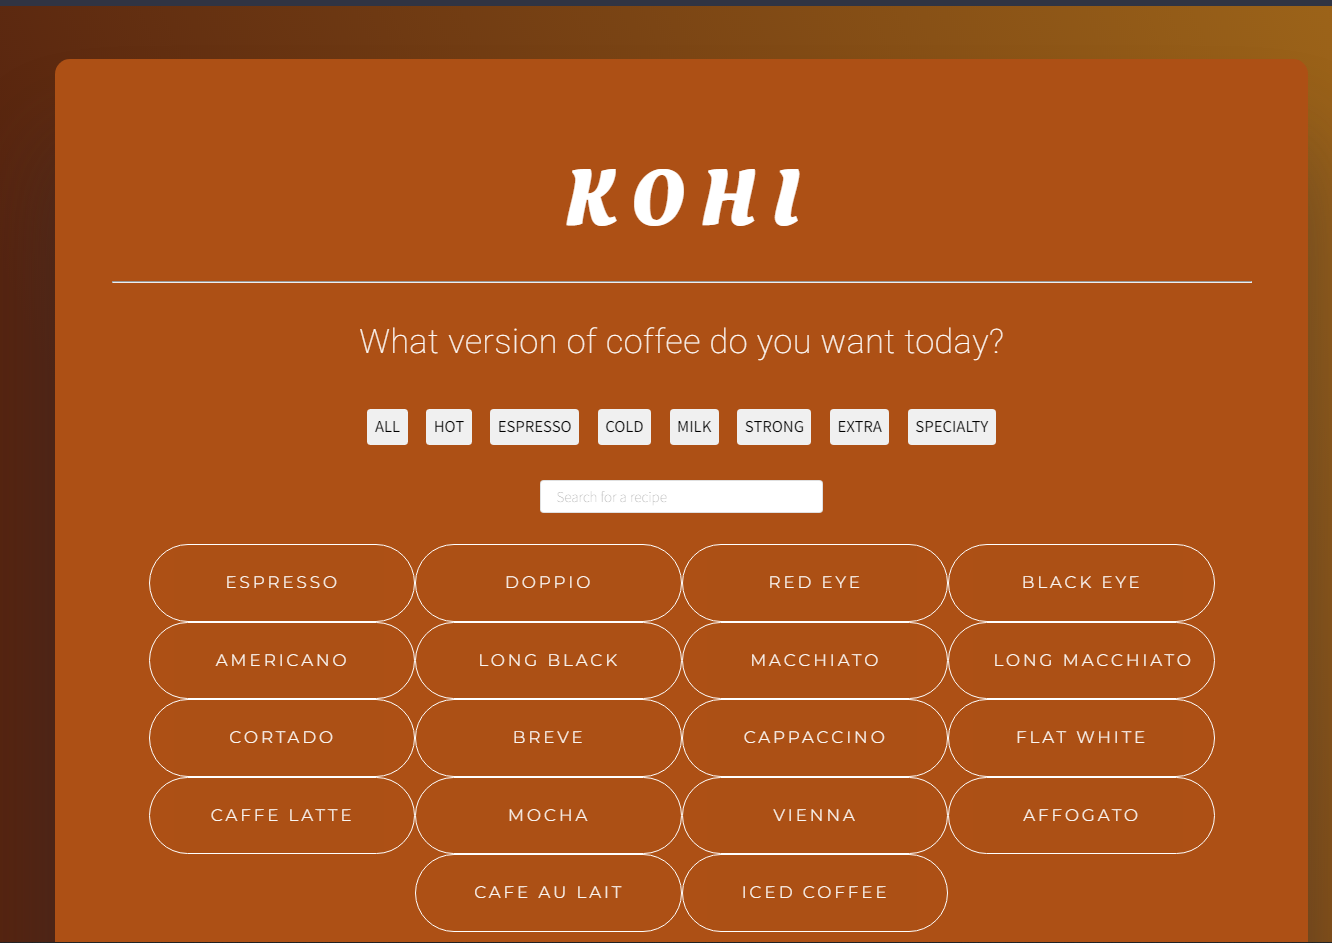 KOHI
What version of coffee do you want today?
ALL HOT ESPRESSO COLD MILK STRONG EXTRA SPECIALTY
Search for a recipe
ESPRESSO DOPPIO RED EYE BLACK EYE
AMERICANO LONG BLACK MACCHIATO LONG MACCHIATO
CORTADO BREVE CAPPACCINO FLAT WHITE
CAFFE LATTE MOCHA VIENNA AFFOGATO
CAFE AU LAIT ICED COFFEE